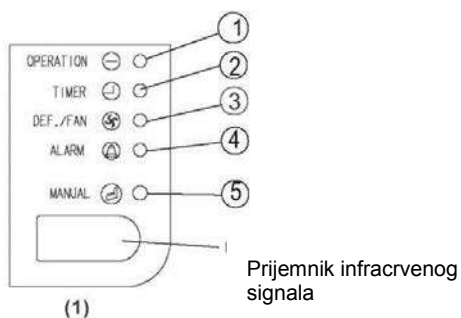 OPERATION 1
TIMER 2
DEF./FAN 3
ALARM 4
MANUAL 5
Prijemnik infracrvenog
signala
(1)